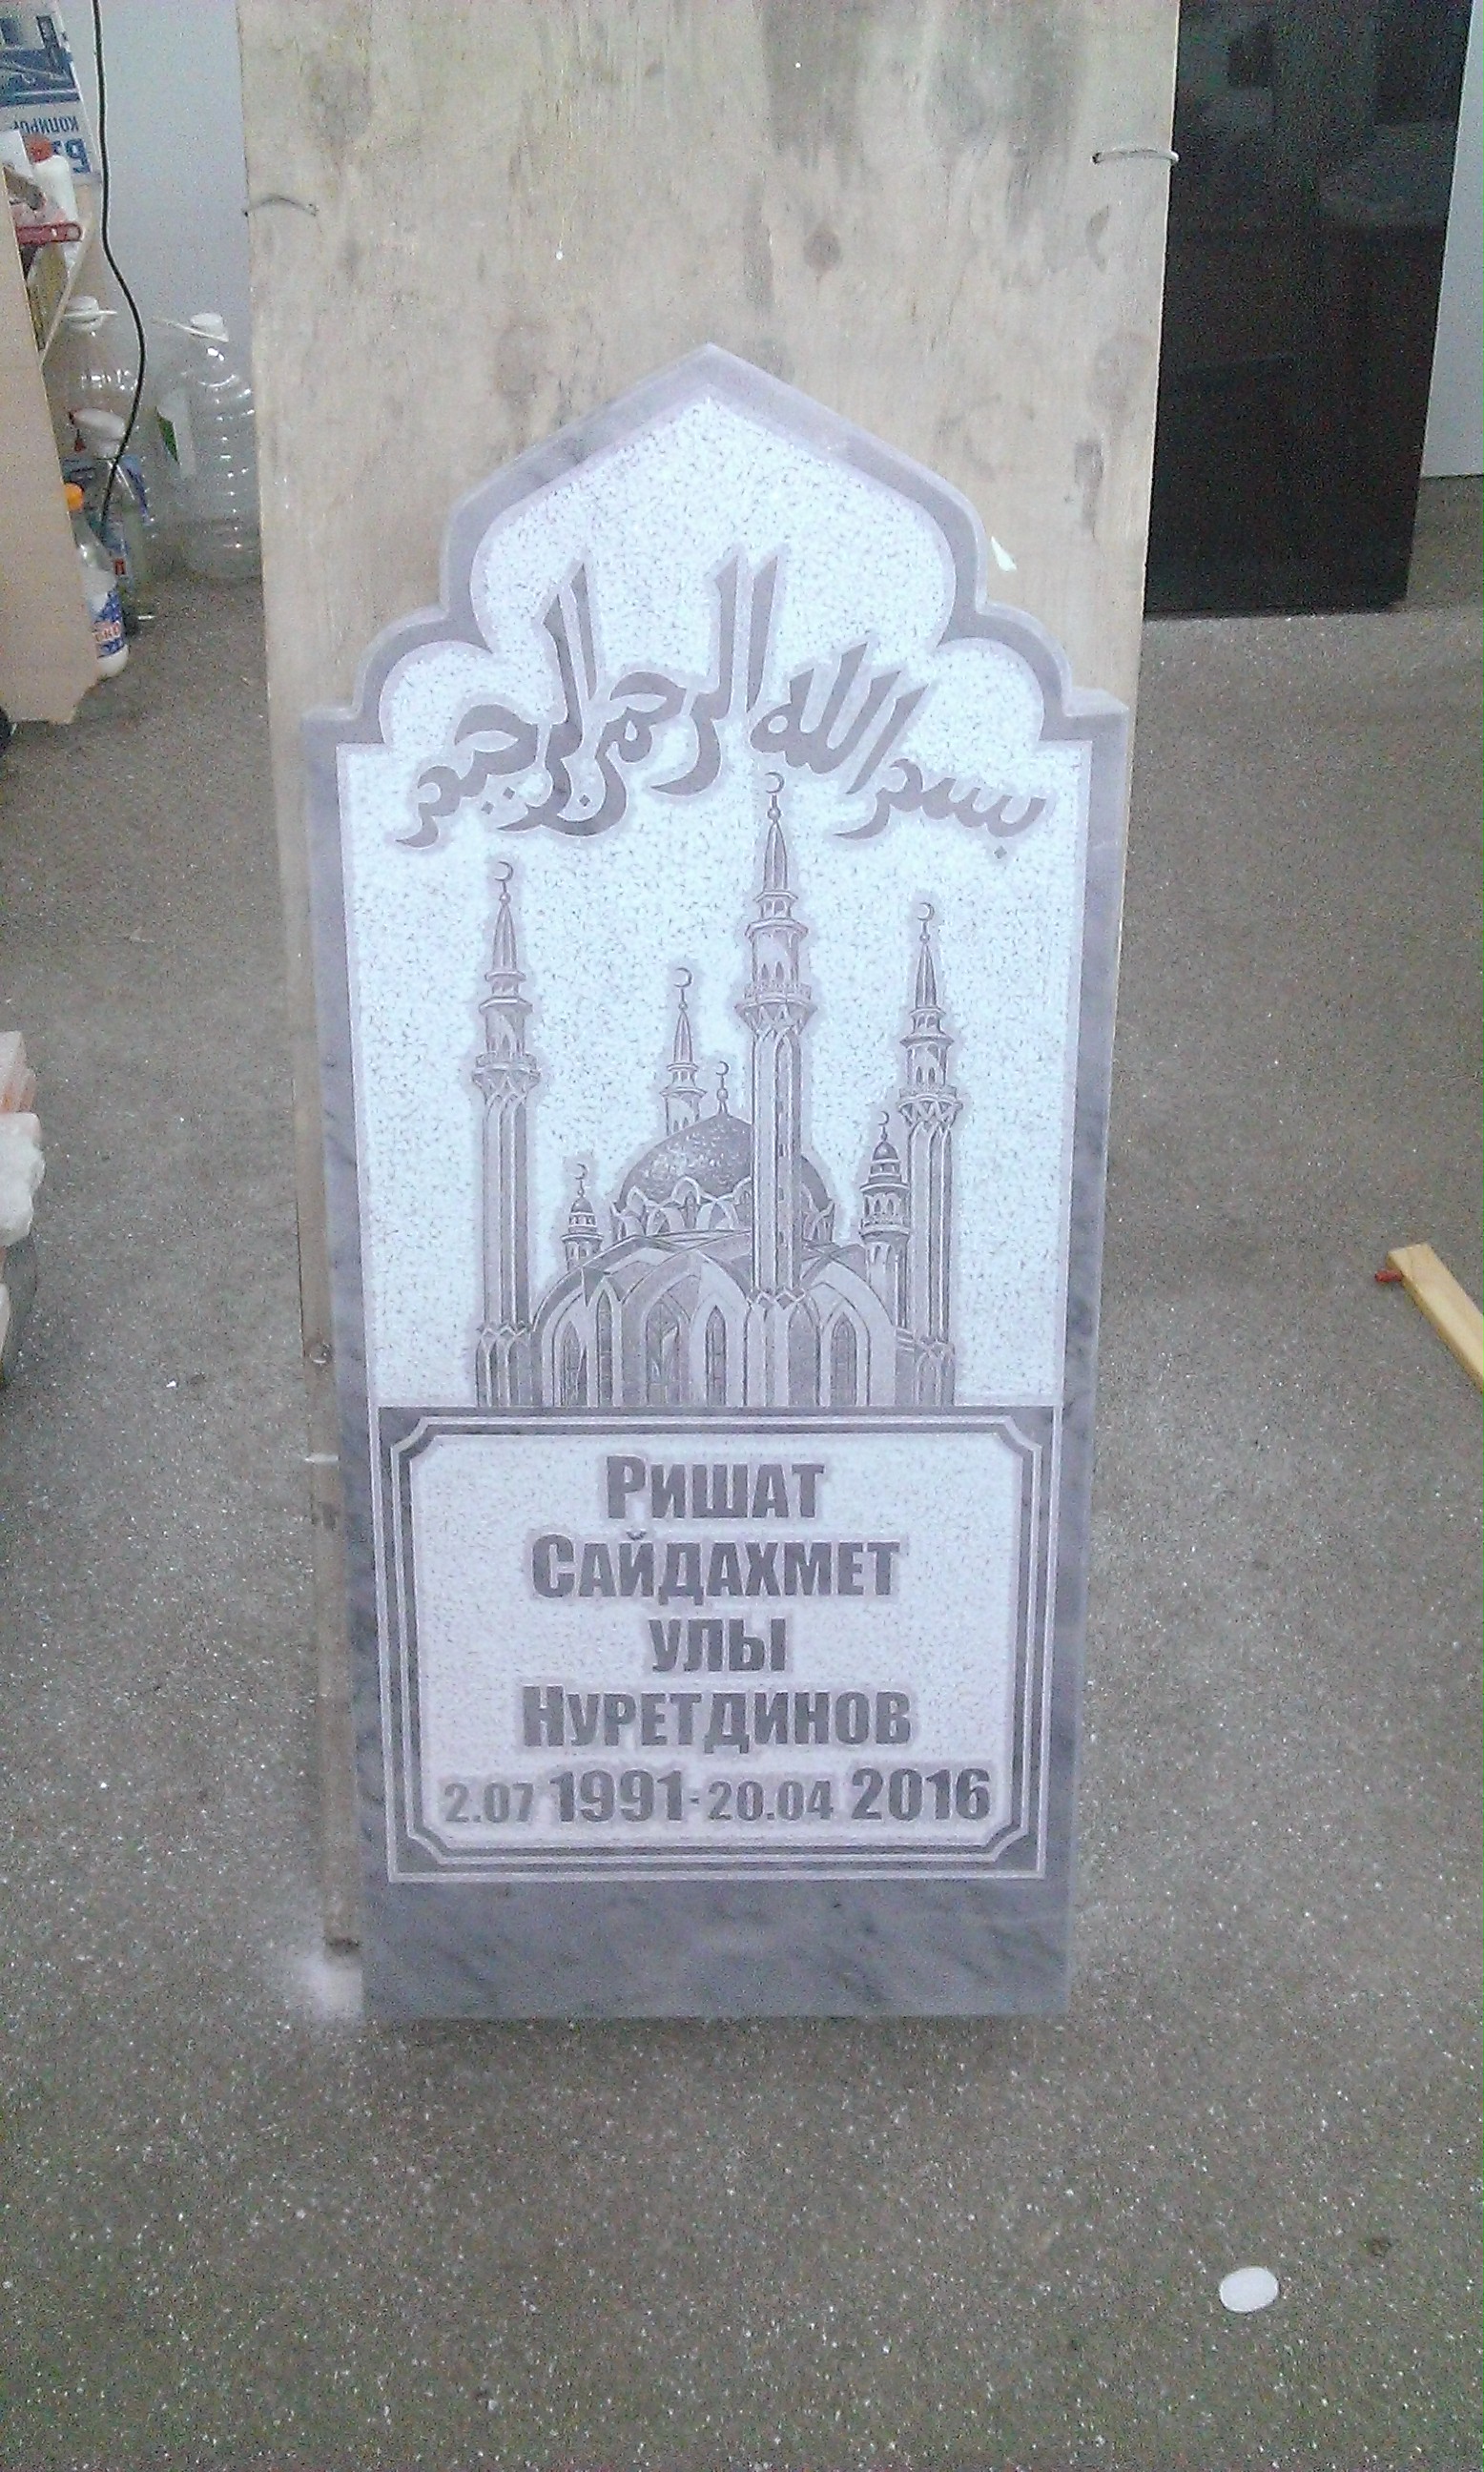 بسم الله الرحمن الرحيم
Ришат
Сайдахмет
улы
Нуретдинов
2.07 1991-20.04 2016